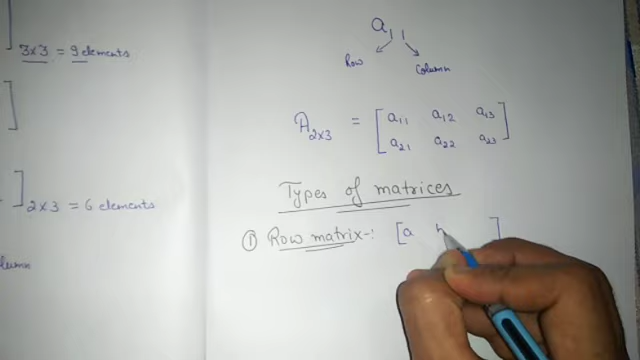 3x3 = 9 elements
2x3 = 6 elements
a11
Row Column
A2x3 = [a11 a12 a13
a21 a22 a23]
Types of matrices
① Row matrix-: [a ]